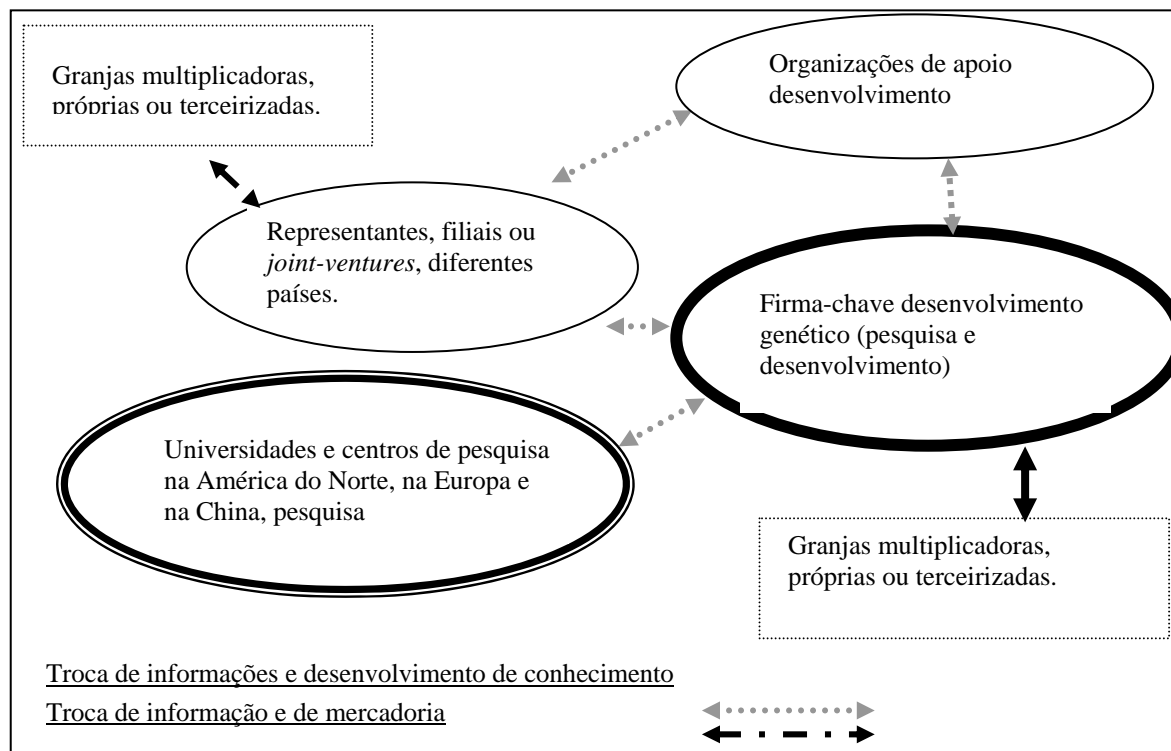 Granjas multiplicadoras,
próprias ou terceirizadas.
Organizações de apoio
desenvolvimento
Representantes, filiais ou
joint-ventures, diferentes
países.
Firma-chave desenvolvimento
genético (pesquisa e
desenvolvimento)
Universidades e centros de pesquisa
na América do Norte, na Europa e
na China, pesquisa
Granjas multiplicadoras,
próprias ou terceirizadas.
Troca de informações e desenvolvimento de conhecimento
Troca de informação e de mercadoria